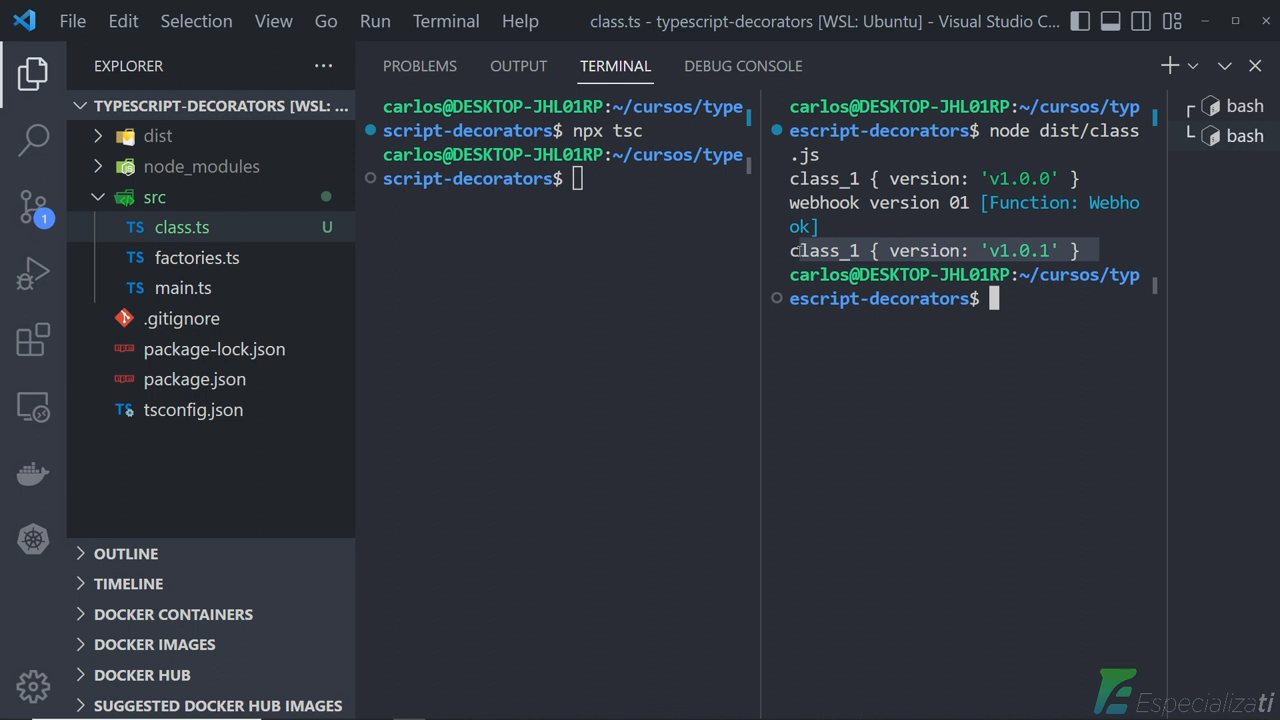 File Edit Selection View Go Run Terminal Help class.ts - typescript-decorators [WSL: Ubuntu] - Visual Studio C...
EXPLORER
TYPESCRIPT-DECORATORS [WSL: ...
dist
node_modules
src
TS class.ts U
TS factories.ts
TS main.ts
.gitignore
package-lock.json
package.json
TS tsconfig.json
1
OUTLINE
TIMELINE
DOCKER CONTAINERS
DOCKER IMAGES
DOCKER HUB
SUGGESTED DOCKER HUB IMAGES
PROBLEMS OUTPUT TERMINAL DEBUG CONSOLE
carlos@DESKTOP-JHL01RP:~/cursos/type
script-decorators$ npx tsc
carlos@DESKTOP-JHL01RP:~/cursos/type
script-decorators$
carlos@DESKTOP-JHL01RP:~/cursos/typ
escript-decorators$ node dist/class
.js
class_1 { version: 'v1.0.0' }
webhook version 01 [Function: Webho
ok]
class_1 { version: 'v1.0.1' }
carlos@DESKTOP-JHL01RP:~/cursos/typ
escript-decorators$
bash
bash
Especializati